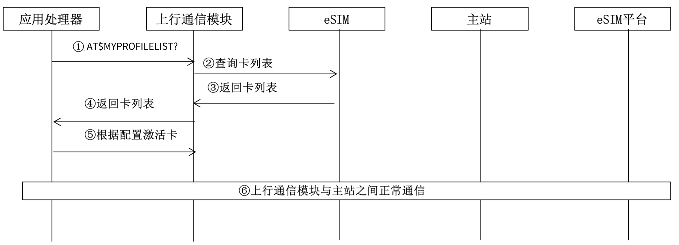 应用处理器
上行通信模块
eSIM
主站
eSIM平台
① AT$MYPROFILELIST?
②查询卡列表
③返回卡列表
④返回卡列表
⑤根据配置激活卡
⑥上行通信模块与主站之间正常通信